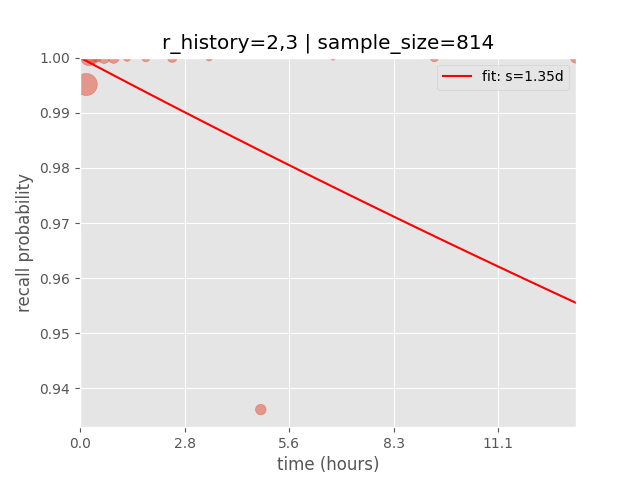 r_history=2,3 | sample_size=814
fit: s=1.35d
1.00
0.99
0.98
0.97
0.96
0.95
0.94
recall probability
0.0 2.8 5.6 8.3 11.1
time (hours)